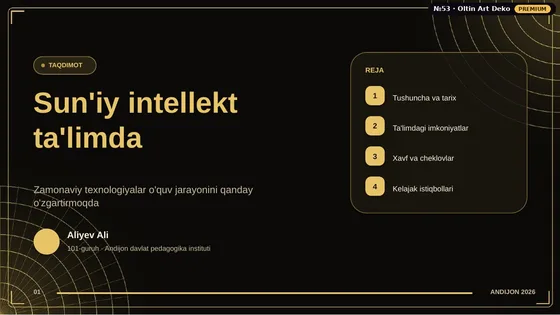 №53 · Oltin Art Deko PREMIUM
TAQDIMOT
Sun'iy intellekt
ta'limda
Zamonaviy texnologiyalar o'quv jarayonini qanday
o'zgartirmoqda
Aliyev Ali
101-guruh · Andijon davlat pedagogika instituti
REJA
1 Tushuncha va tarix
2 Ta'limdagi imkoniyatlar
3 Xavf va cheklovlar
4 Kelajak istiqbollari
01
ANDIJON 2026